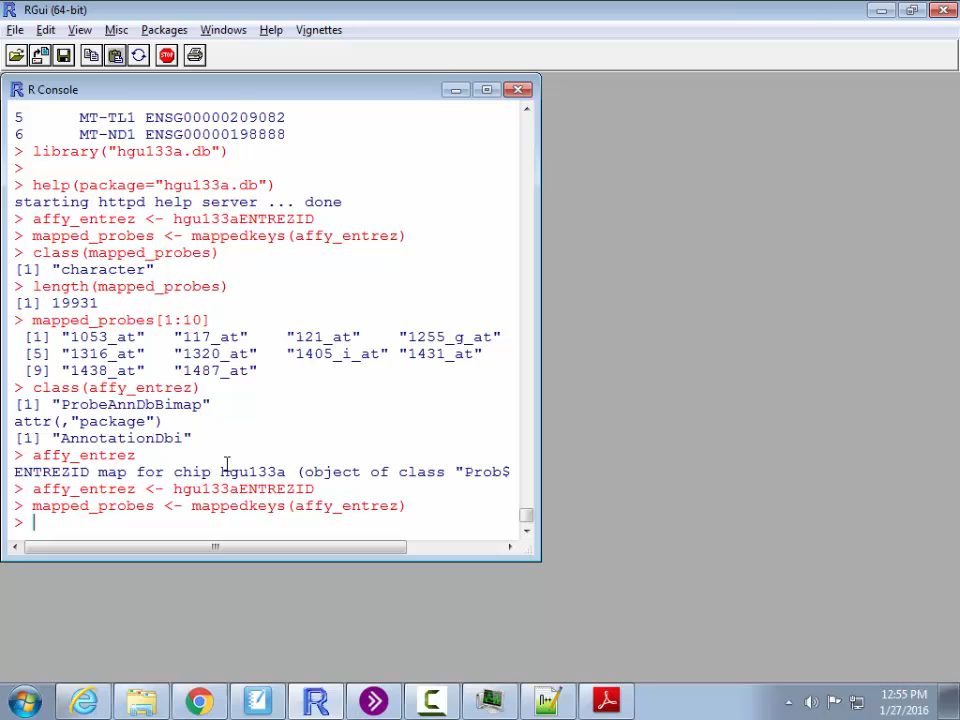 RGui (64-bit)
File Edit View Misc Packages Windows Help Vignettes
STOP
R Console
5      MT-TL1 ENSG00000209082
6      MT-ND1 ENSG00000198888
> library("hgu133a.db")
>
> help(package="hgu133a.db")
starting httpd help server ... done
> affy_entrez <- hgu133aENTREZID
> mapped_probes <- mappedkeys(affy_entrez)
> class(mapped_probes)
[1] "character"
> length(mapped_probes)
[1] 19931
> mapped_probes[1:10]
[1] "1053_at"   "117_at"    "121_at"    "1255_g_at"
[5] "1316_at"   "1320_at"   "1405_i_at" "1431_at"
[9] "1438_at"   "1487_at"
> class(affy_entrez)
[1] "ProbeAnnDbBimap"
attr(,"package")
[1] "AnnotationDbi"
> affy_entrez
ENTREZID map for chip hgu133a (object of class "Prob$
> affy_entrez <- hgu133aENTREZID
> mapped_probes <- mappedkeys(affy_entrez)
>
12:55 PM
1/27/2016